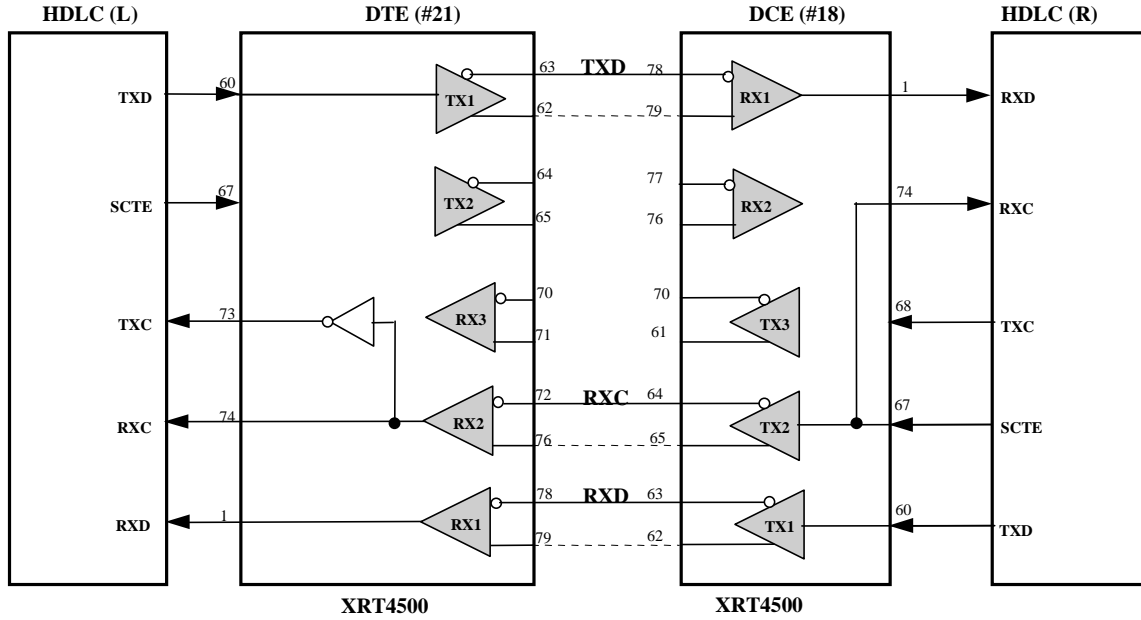 HDLC (L) DTE (#21) DCE (#18) HDLC (R)
63 TXD 78
TXD 60 TX1 RX1 1 RXD
62 79
64 77
SCTE 67 TX2 RX2 74 RXC
65 76
70 70
TXC 73 RX3 TX3 68 TXC
71 61
72 RXC 64
RXC 74 RX2 TX2 67 SCTE
76 65
78 RXD 63
RXD 1 RX1 TX1 60 TXD
79 62
XRT4500 XRT4500